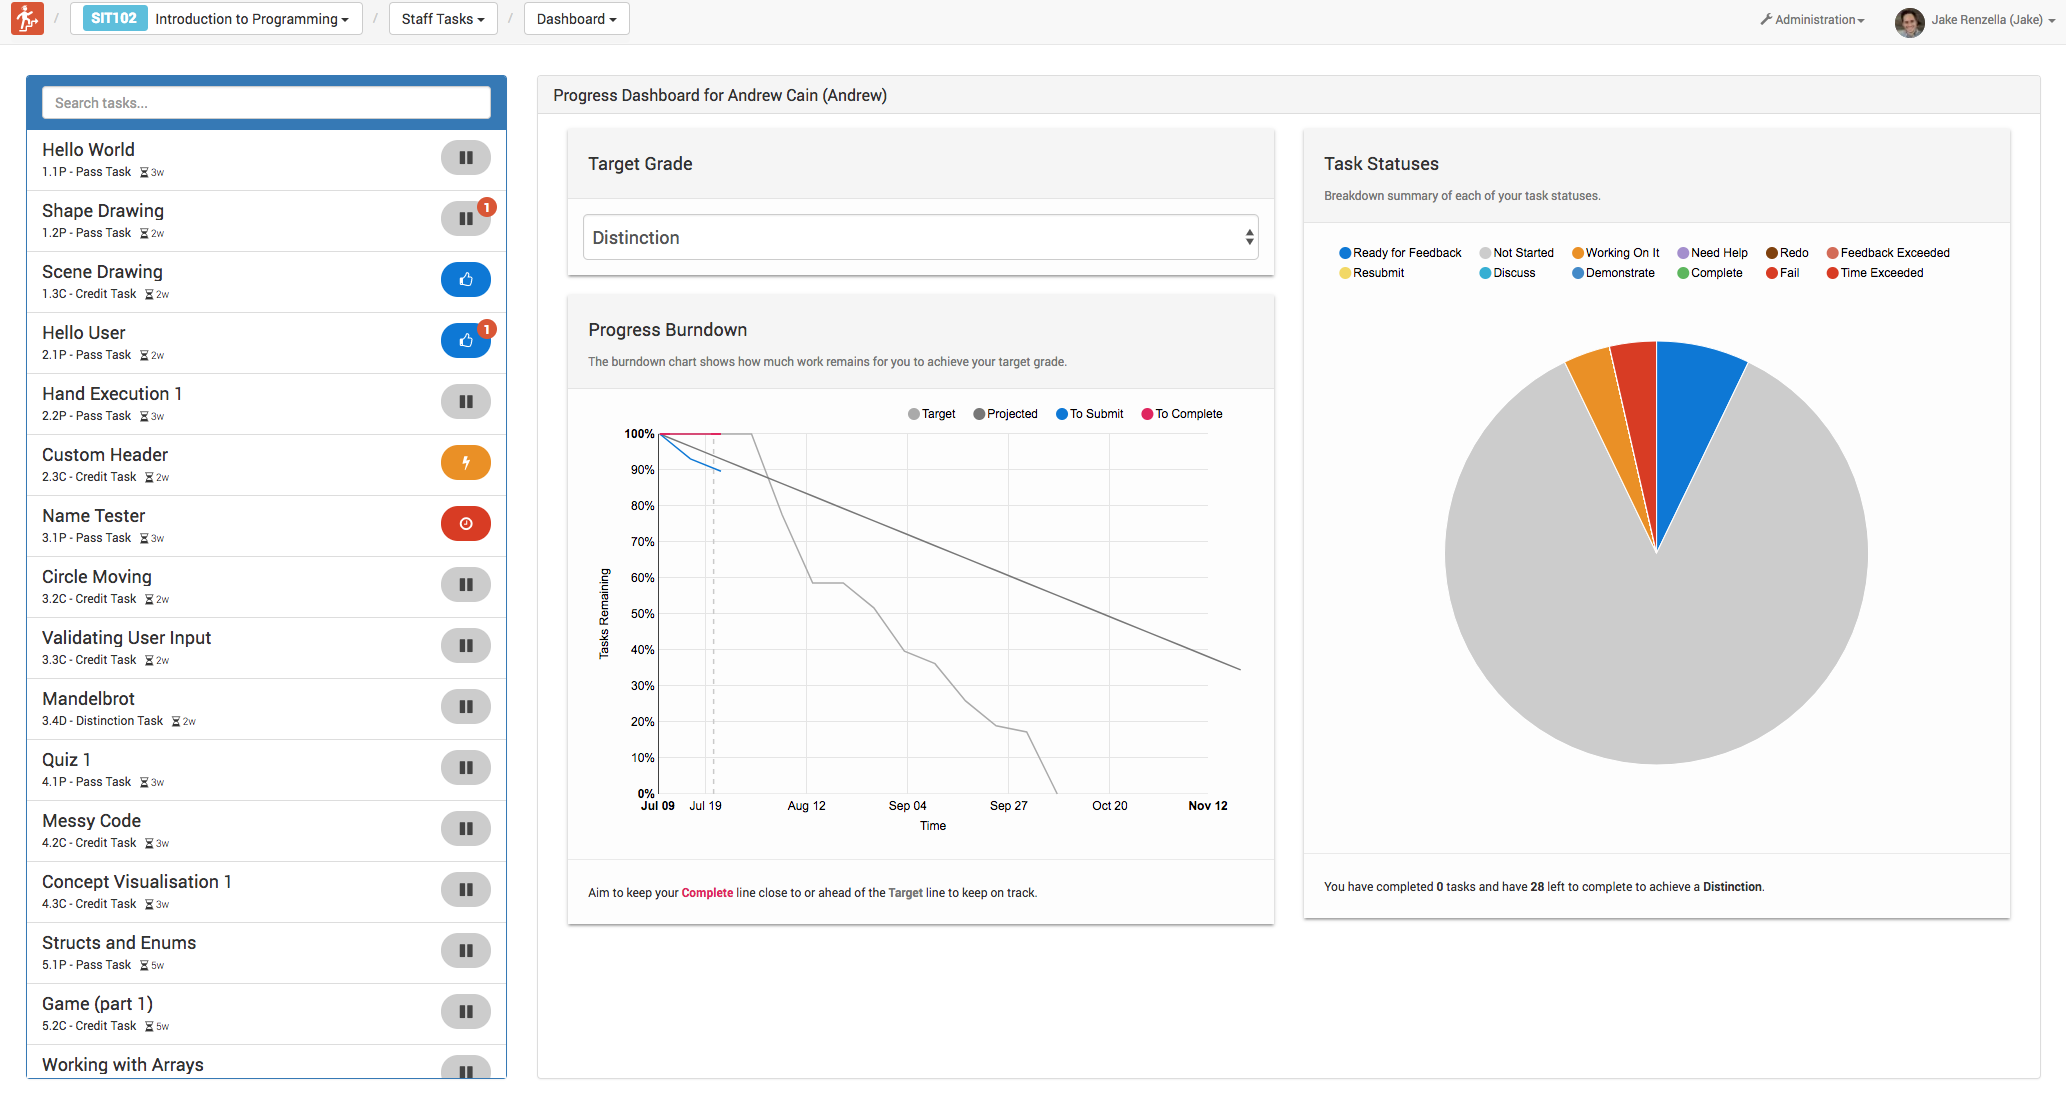 / SIT102 Introduction to Programming / Staff Tasks / Dashboard Administration Jake Renzella (Jake)
Search tasks...
Hello World
1.1P - Pass Task 3w
Shape Drawing 1
1.2P - Pass Task 2w
Scene Drawing
1.3C - Credit Task 2w
Hello User 1
2.1P - Pass Task 2w
Hand Execution 1
2.2P - Pass Task 3w
Custom Header
2.3C - Credit Task 2w
Name Tester
3.1P - Pass Task 3w
Circle Moving
3.2C - Credit Task 2w
Validating User Input
3.3C - Credit Task 2w
Mandelbrot
3.4D - Distinction Task 2w
Quiz 1
4.1P - Pass Task 3w
Messy Code
4.2C - Credit Task 3w
Concept Visualisation 1
4.3C - Credit Task 3w
Structs and Enums
5.1P - Pass Task 5w
Game (part 1)
5.2C - Credit Task 5w
Working with Arrays
Progress Dashboard for Andrew Cain (Andrew)
Target Grade
Distinction
Progress Burndown
The burndown chart shows how much work remains for you to achieve your target grade.
Target Projected To Submit To Complete
100%
90%
80%
70%
60%
50%
40%
30%
20%
10%
0%
Tasks Remaining
Jul 09 Jul 19 Aug 12 Sep 04 Sep 27 Oct 20 Nov 12
Time
Aim to keep your Complete line close to or ahead of the Target line to keep on track.
Task Statuses
Breakdown summary of each of your task statuses.
Ready for Feedback Not Started Working On It Need Help Redo Feedback Exceeded
Resubmit Discuss Demonstrate Complete Fail Time Exceeded
You have completed 0 tasks and have 28 left to complete to achieve a Distinction.